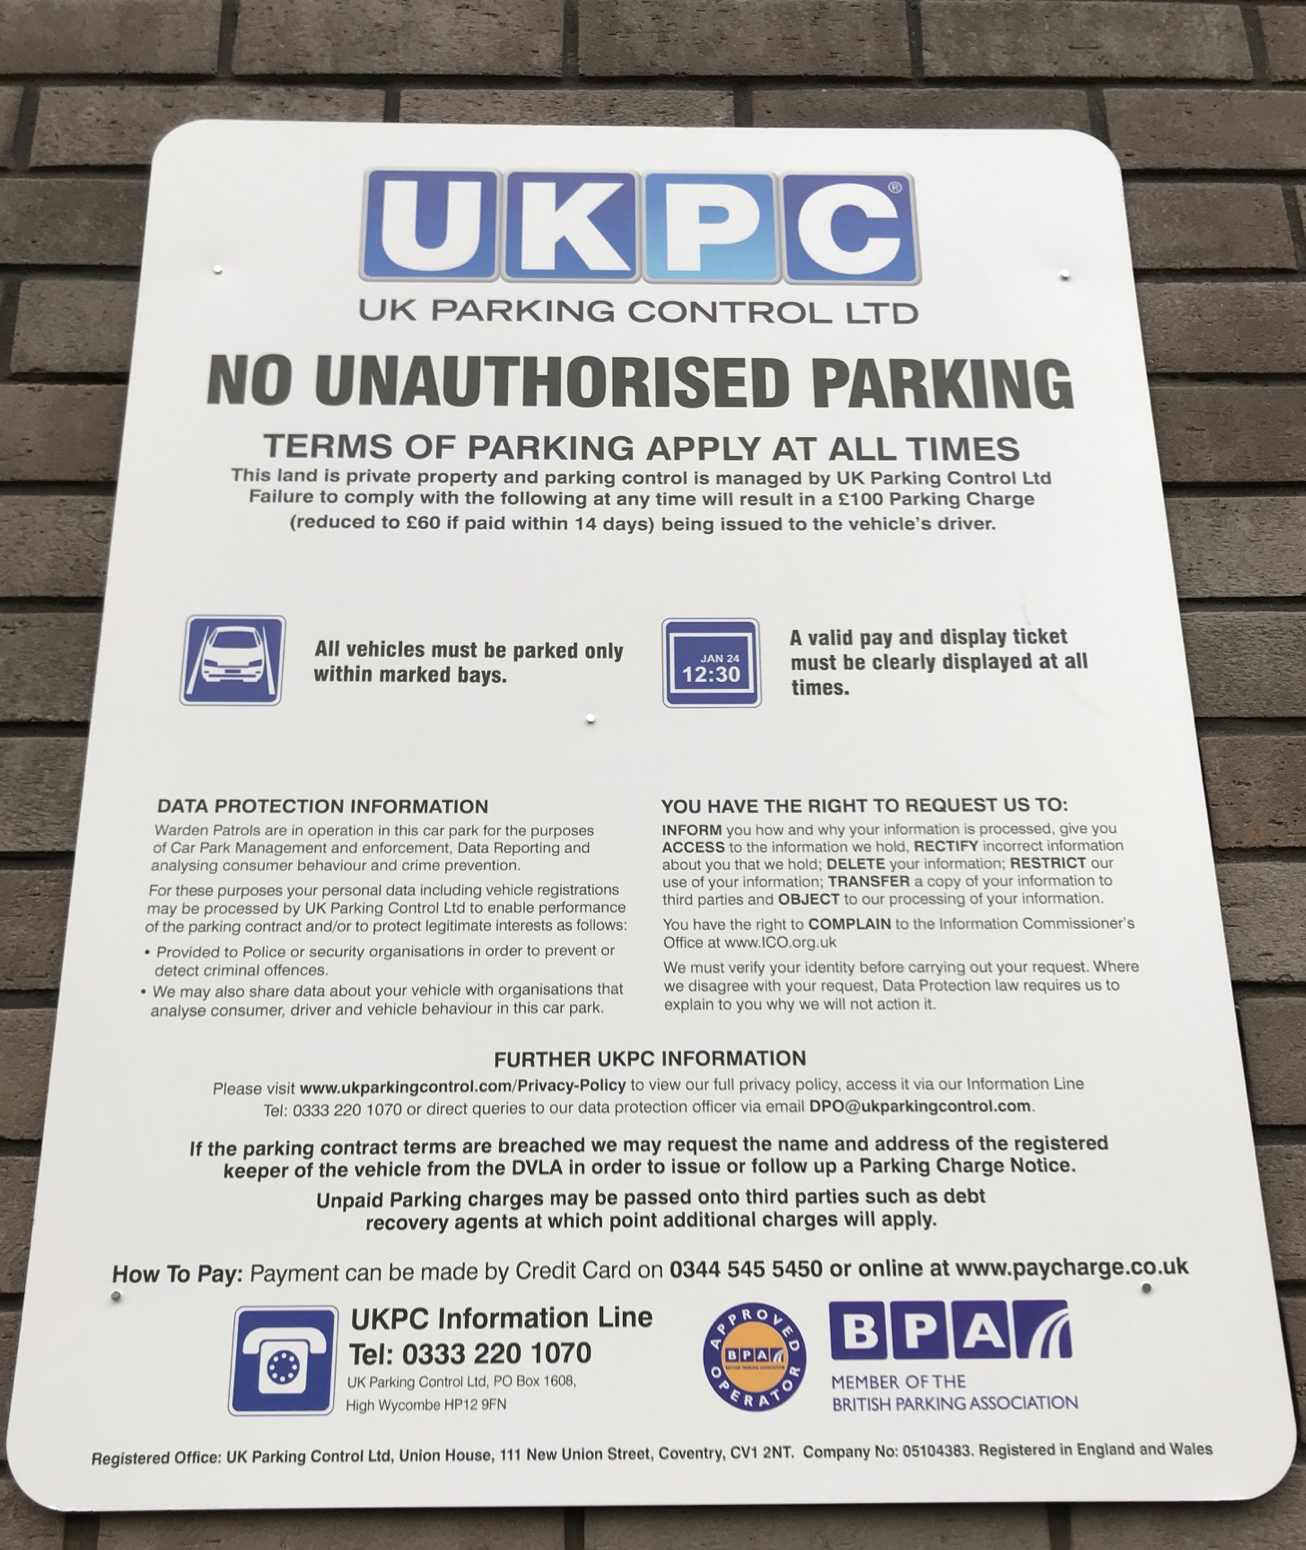 UKPC®
UK PARKING CONTROL LTD
NO UNAUTHORISED PARKING
TERMS OF PARKING APPLY AT ALL TIMES
This land is private property and parking control is managed by UK Parking Control Ltd
Failure to comply with the following at any time will result in a £100 Parking Charge
(reduced to £60 if paid within 14 days) being issued to the vehicle's driver.
All vehicles must be parked only
within marked bays.
JAN 24
12:30
A valid pay and display ticket
must be clearly displayed at all
times.
DATA PROTECTION INFORMATION
Warden Patrols are in operation in this car park for the purposes
of Car Park Management and enforcement, Data Reporting and
analysing consumer behaviour and crime prevention.
For these purposes your personal data including vehicle registrations
may be processed by UK Parking Control Ltd to enable performance
of the parking contract and/or to protect legitimate interests as follows:
• Provided to Police or security organisations in order to prevent or
detect criminal offences.
• We may also share data about your vehicle with organisations that
analyse consumer, driver and vehicle behaviour in this car park.
YOU HAVE THE RIGHT TO REQUEST US TO:
INFORM you how and why your information is processed, give you
ACCESS to the information we hold, RECTIFY incorrect information
about you that we hold; DELETE your information; RESTRICT our
use of your information; TRANSFER a copy of your information to
third parties and OBJECT to our processing of your information.
You have the right to COMPLAIN to the Information Commissioner's
Office at www.ICO.org.uk
We must verify your identity before carrying out your request. Where
we disagree with your request, Data Protection law requires us to
explain to you why we will not action it.
FURTHER UKPC INFORMATION
Please visit www.ukparkingcontrol.com/Privacy-Policy to view our full privacy policy, access it via our Information Line
Tel: 0333 220 1070 or direct queries to our data protection officer via email DPO@ukparkingcontrol.com.
If the parking contract terms are breached we may request the name and address of the registered
keeper of the vehicle from the DVLA in order to issue or follow up a Parking Charge Notice.
Unpaid Parking charges may be passed onto third parties such as debt
recovery agents at which point additional charges will apply.
How To Pay: Payment can be made by Credit Card on 0344 545 5450 or online at www.paycharge.co.uk
UKPC Information Line
Tel: 0333 220 1070
UK Parking Control Ltd, PO Box 1608,
High Wycombe HP12 9FN
APPROVED
BPA
BRITISH PARKING ASSOCIATION
OPERATOR
BPA
MEMBER OF THE
BRITISH PARKING ASSOCIATION
Registered Office: UK Parking Control Ltd, Union House, 111 New Union Street, Coventry, CV1 2NT. Company No: 05104383. Registered in England and Wales